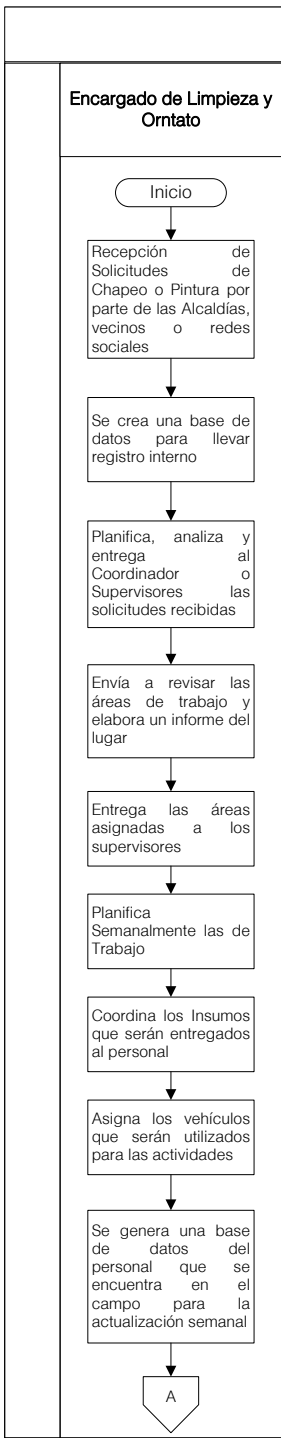 Encargado de Limpieza y
Orntato
Inicio
Recepción de
Solicitudes de
Chapeo o Pintura por
parte de las Alcaldías,
vecinos o redes
sociales
Se crea una base de
datos para llevar
registro interno
Planifica, analiza y
entrega al
Coordinador o
Supervisores las
solicitudes recibidas
Envía a revisar las
áreas de trabajo y
elabora un informe del
lugar
Entrega las áreas
asignadas a los
supervisores
Planifica
Semanalmente las de
Trabajo
Coordina los Insumos
que serán entregados
al personal
Asigna los vehículos
que serán utilizados
para las actividades
Se genera una base
de datos del
personal que se
encuentra en el
campo para la
actualización semanal
A